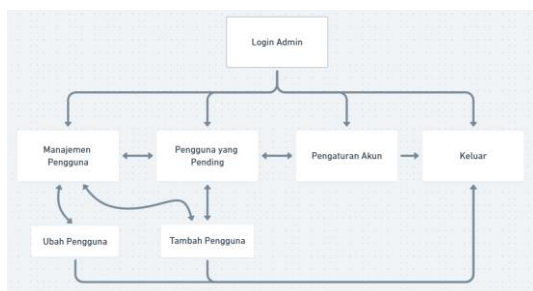 Login Admin
Manajemen
Pengguna
Pengguna yang
Pending
Pengaturan Akun
Keluar
Ubah Pengguna
Tambah Pengguna